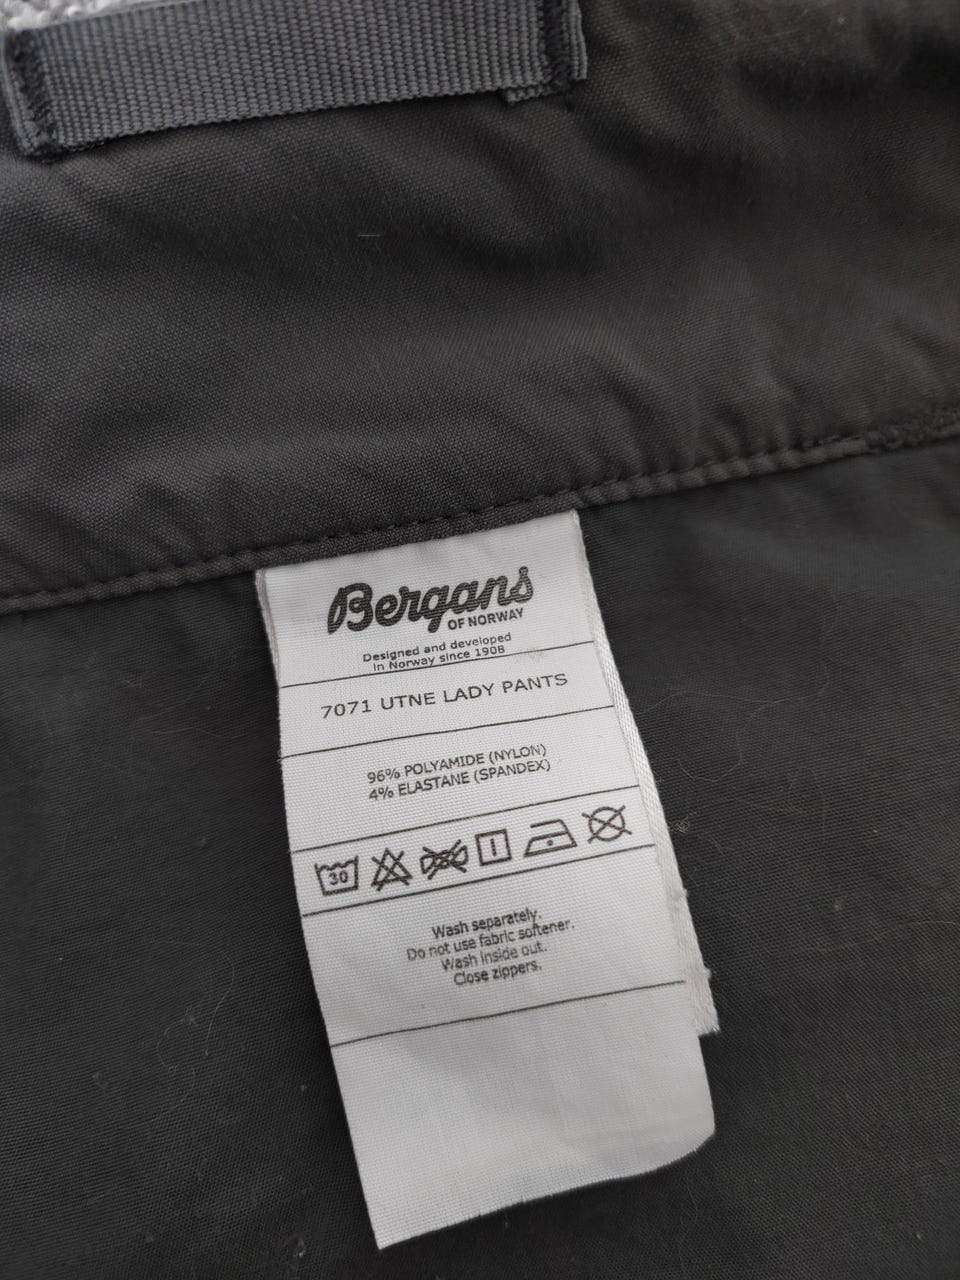 Bergans
OF NORWAY
Designed and developed
in Norway since 1908
7071 UTNE LADY PANTS
96% POLYAMIDE (NYLON)
4% ELASTANE (SPANDEX)
30
Wash separately.
Do not use fabric softener.
Wash inside out.
Close zippers.